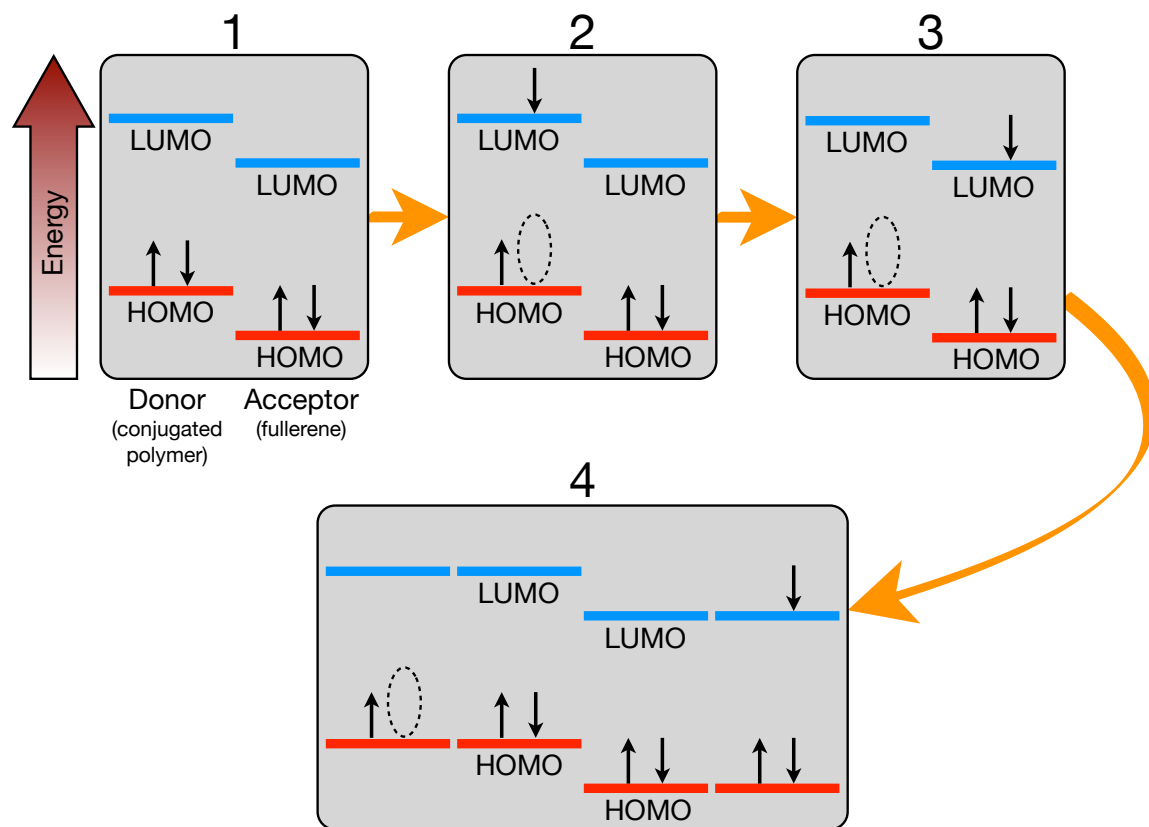 1
2
3
Energy
LUMO
LUMO
HOMO
HOMO
LUMO
LUMO
HOMO
HOMO
LUMO
LUMO
HOMO
HOMO
Donor
(conjugated
polymer)
Acceptor
(fullerene)
4
LUMO
LUMO
HOMO
HOMO